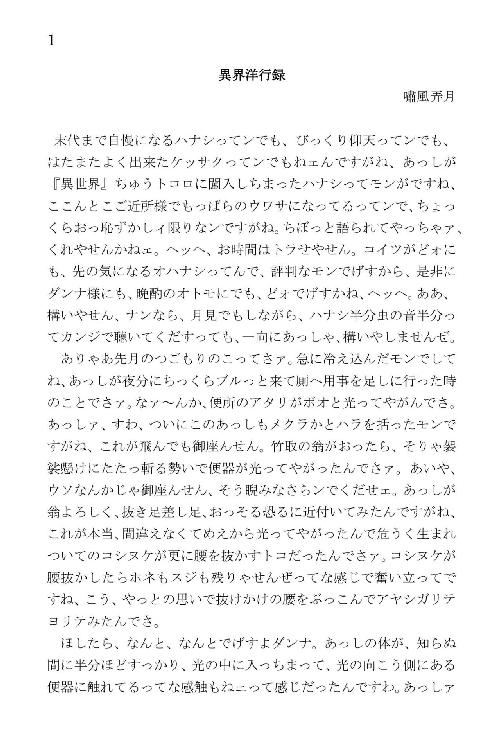 1
異界洋行録
嘯風弄月
末代まで自慢になるハナシってンでも、びっくり仰天ってンでも、
はたまたよく出来たケッサクってンでもねェんですがね、あっしが
『異世界』ちゅうトコロに闖入しちまったハナシってモンがですね、
ここんとこご近所様でもっぱらのウワサになってるってンで、ちょっ
くらおっ恥ずかしィ限りなンですがね。ちぼっと語られてやっちゃァ、
くれやせんかねェ。ヘッヘ、お時間はトラせやせん。コイツがどォに
も、先の気になるオハナシってんで、評判なモンでげすから、是非に
ダンナ様にも、晩酌のオトモにでも、どォでげすかね、ヘッヘ。ああ、
構いやせん、ナンなら、月見でもしながら、ハナシ半分虫の音半分っ
てカンジで聴いてくだすっても、一向にあっしゃ、構いやしませんぜ。
ありゃあ先月のつごもりのこってさァ。急に冷え込んだモンでして
ね、あっしが夜分にちっくらブルっと来て厠へ用事を足しに行った時
のことでさァ。なァ〜んか、便所のアタリがボオと光ってやがんでさ。
あっしァ、すわ、ついにこのあっしもメクラかとハラを括ったモンで
すがね、これが飛んでも御座んせん。竹取の翁がおったら、そりゃ袈
裟懸けにたたっ斬る勢いで便器が光ってやがったンでさァ。あいや、
ウソなんかじゃ御座んせん、そう睨みなさらンでくだせェ。あっしが
翁よろしく、抜き足差し足、おっそる恐るに近付いてみたんですがね、
これが本当、間違えなくてめえから光ってやがったンで危うく生まれ
ついてのコシヌケが更に腰を抜かすトコだったンでさァ。コシヌケが
腰抜かしたらホネもスジも残りゃせんぜってな感じで奮い立ってで
すね、こう、やっとの思いで抜けかけの腰をぶっこんでアヤシガリテ
ヨリテみたんでさ。
ほしたら、なんと、なんとでげすよダンナ。あっしの体が、知らぬ
間に半分ほどすっかり、光の中に入っちまって、光の向こう側にある
便器に触れてるってな感触もねェって感じだったんですわ。あっしァ